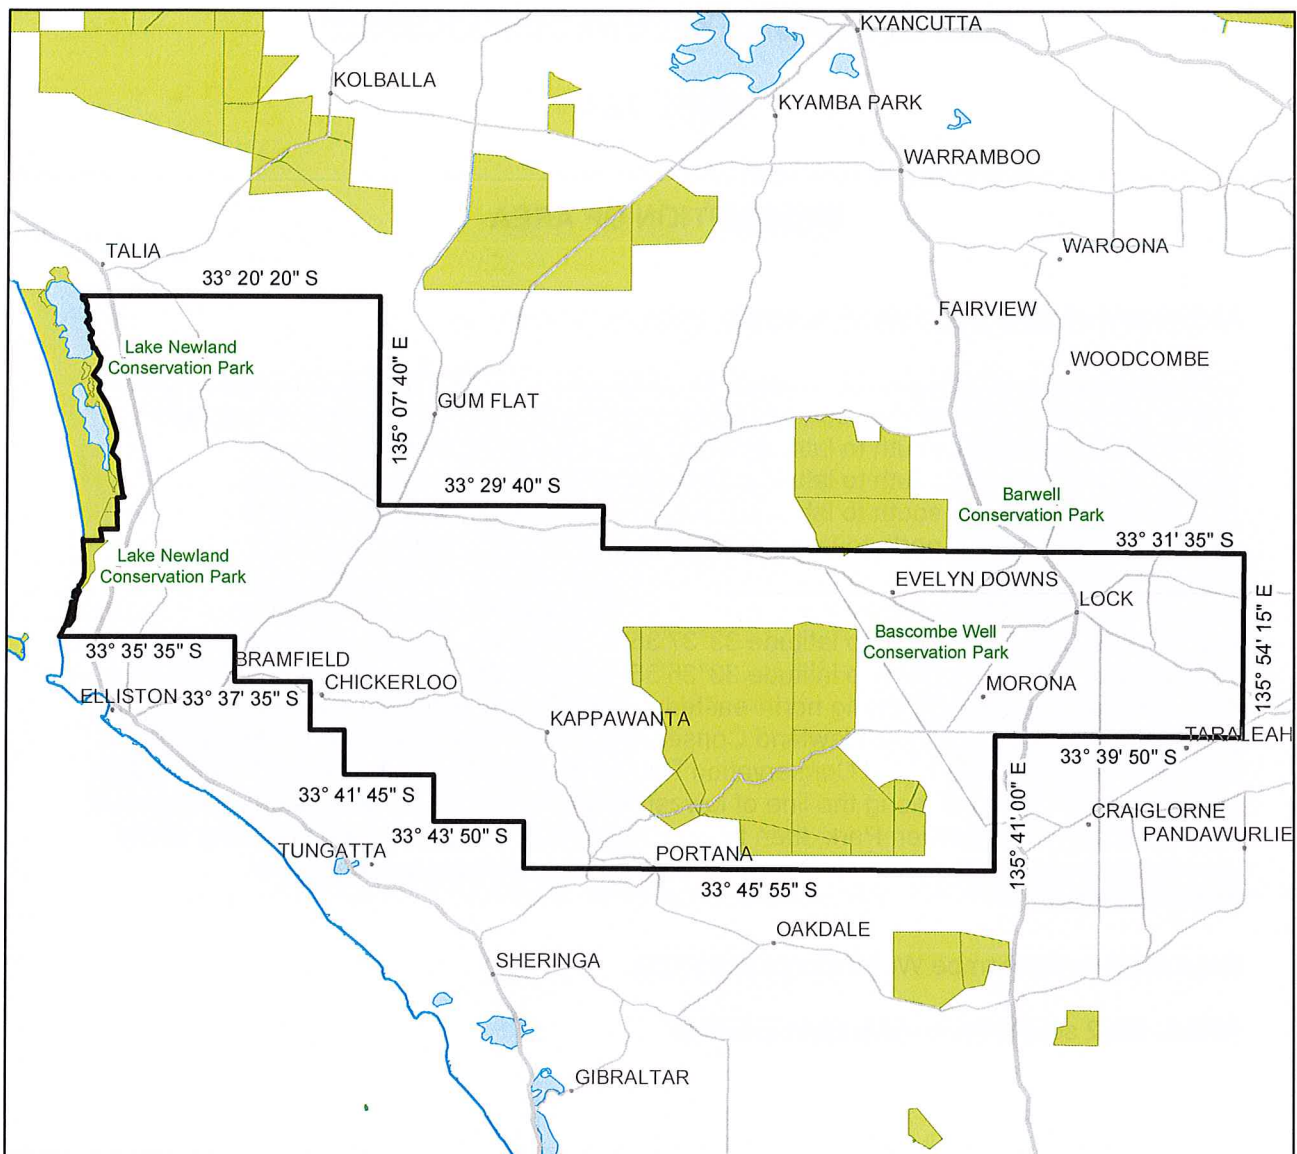 KYANCUTTA
KOLBALLA
KYAMBA PARK
WARRAMBOO
WAROONA
TALIA
33° 20' 20" S
FAIRVIEW
Lake Newland
Conservation Park
135° 07' 40" E
WOODCOMBE
GUM FLAT
33° 29' 40" S
Barwell
Conservation Park
33° 31' 35" S
Lake Newland
Conservation Park
EVELYN DOWNS
LOCK
135° 54' 15" E
33° 35' 35" S
Bascombe Well
Conservation Park
BRAMFIELD
CHICKERLOO
MORONA
ELLISTON
33° 37' 35" S
KAPPAWANTA
TARALEAH
33° 39' 50" S
135° 41' 00" E
33° 41' 45" S
CRAIGLORNE
33° 43' 50" S
PANDAWURLIE
TUNGATTA
PORTANA
33° 45' 55" S
OAKDALE
SHERINGA
GIBRALTAR